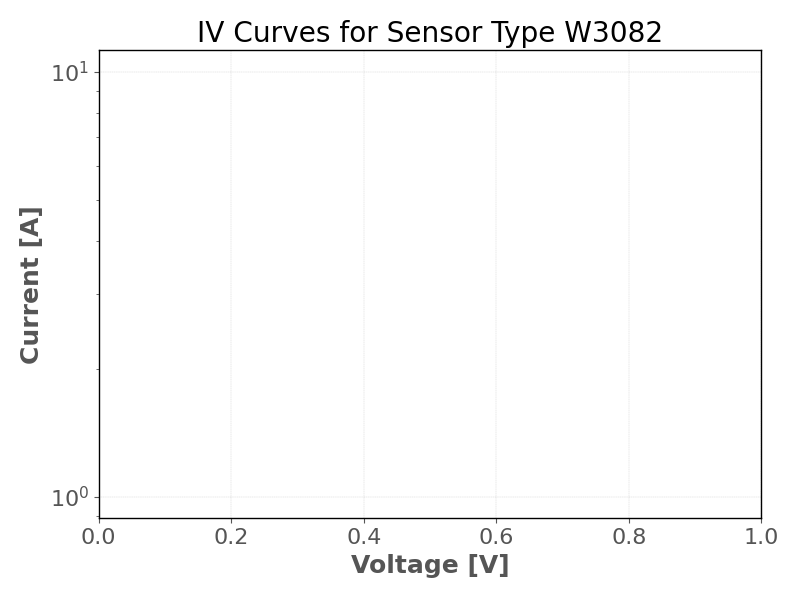 IV Curves for Sensor Type W3082
10¹
Current [A]
10⁰
0.0 0.2 0.4 0.6 0.8 1.0
Voltage [V]